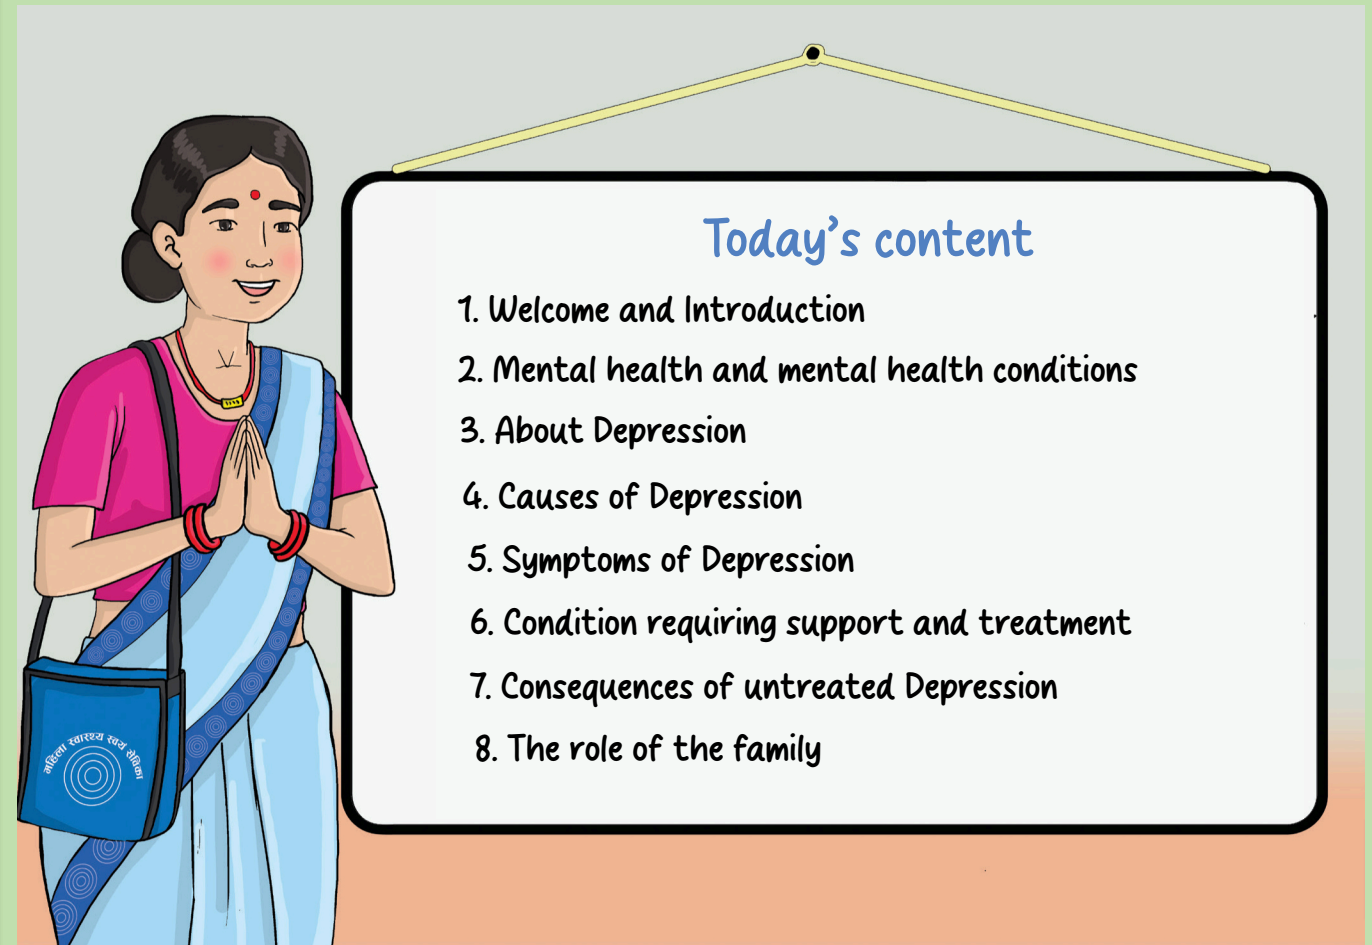 Today's content
1. Welcome and Introduction
2. Mental health and mental health conditions
3. About Depression
4. Causes of Depression
5. Symptoms of Depression
6. Condition requiring support and treatment
7. Consequences of untreated Depression
8. The role of the family
महिला स्वास्थ्य स्वयं सेविका